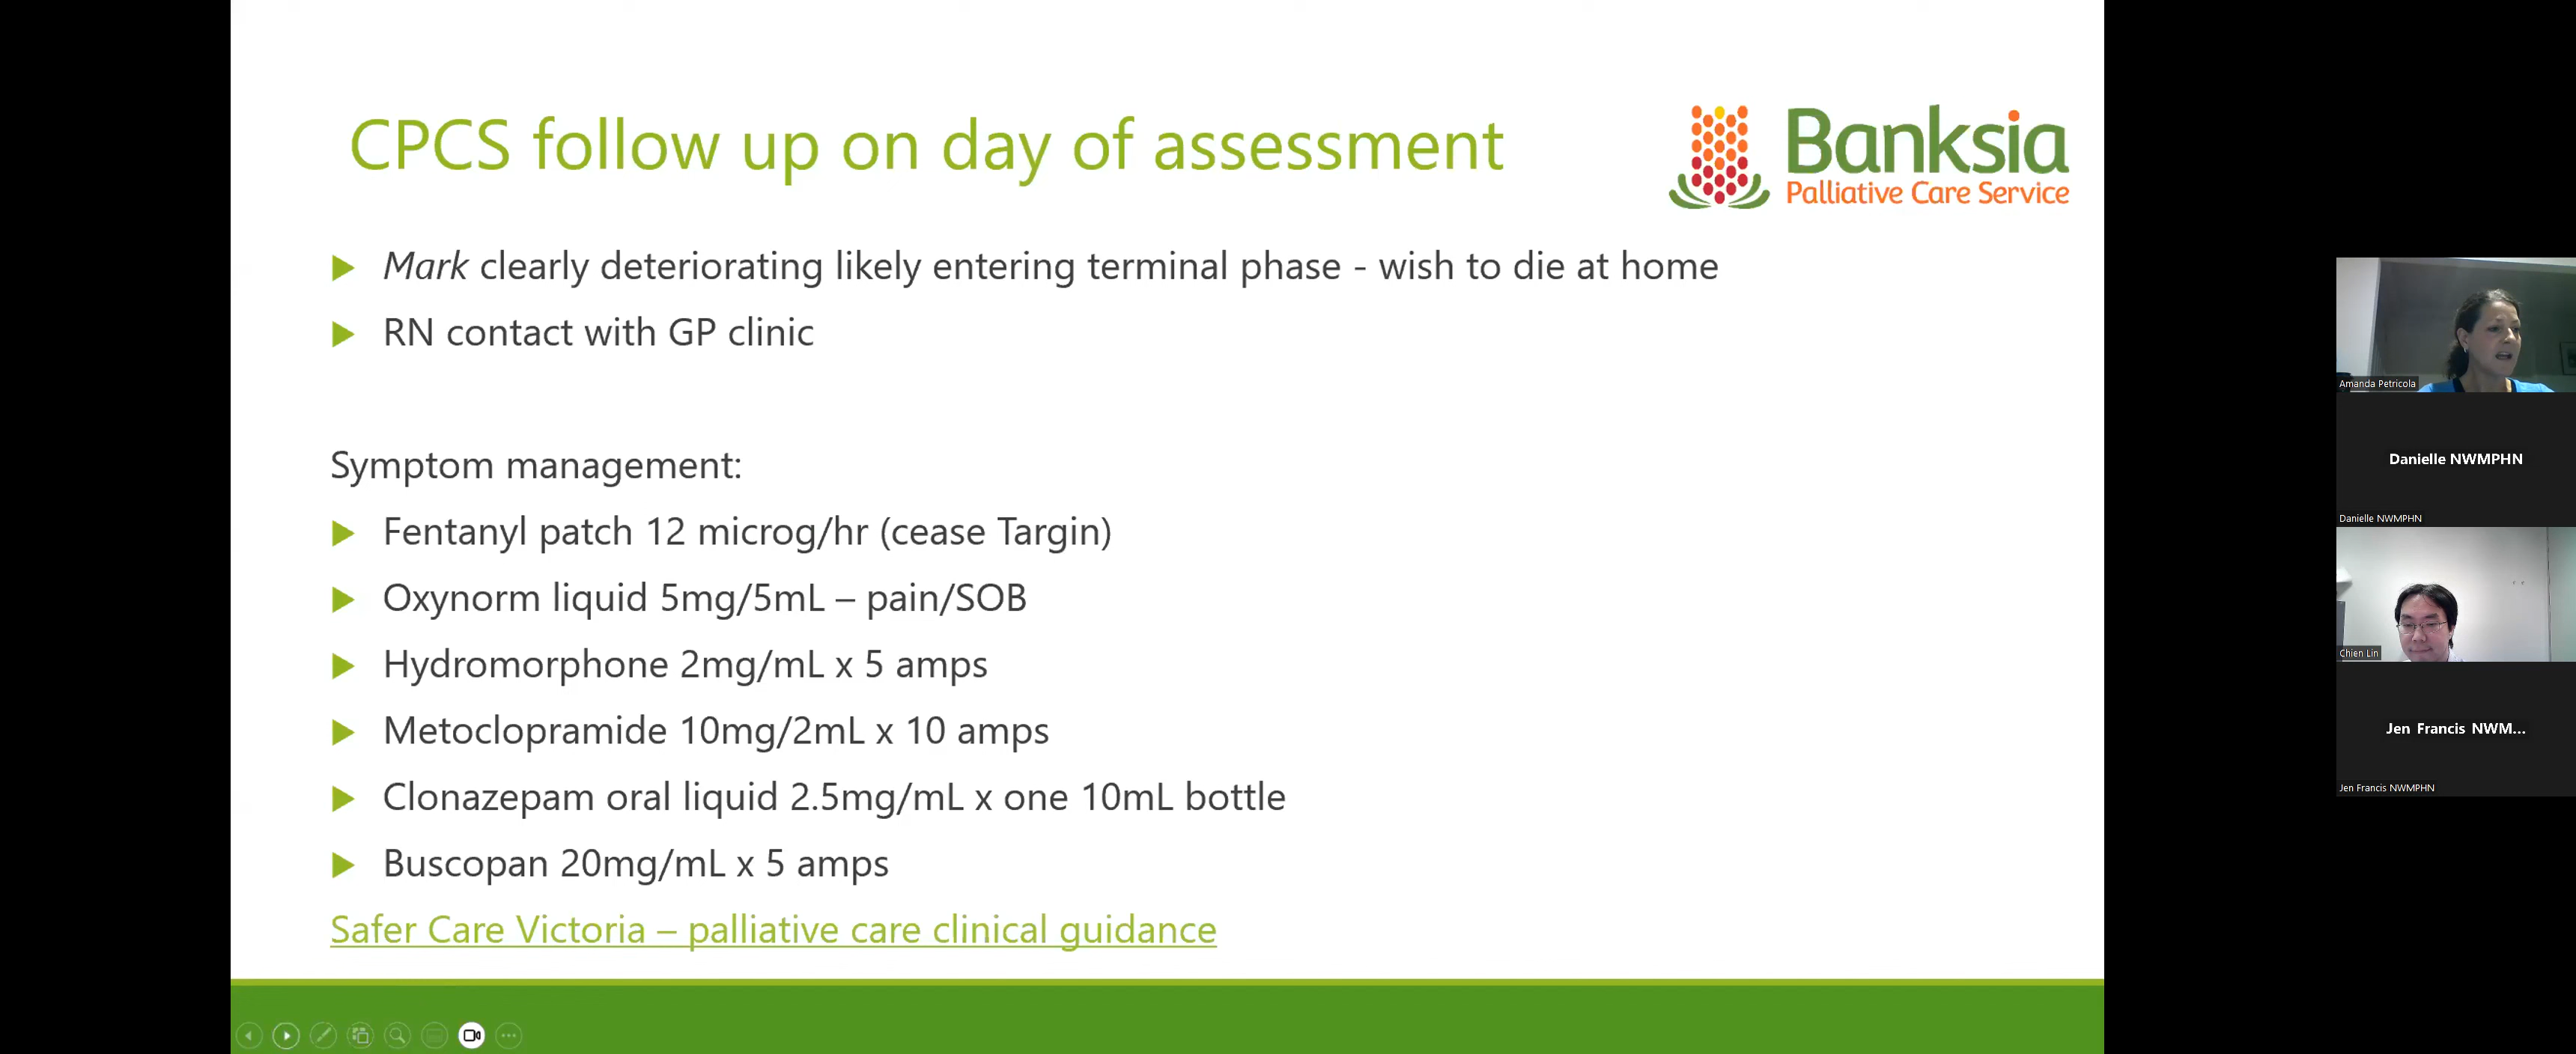 CPCS follow up on day of assessment
Banksia
Palliative Care Service
Mark clearly deteriorating likely entering terminal phase - wish to die at home
RN contact with GP clinic
Symptom management:
Fentanyl patch 12 microg/hr (cease Targin)
Oxynorm liquid 5mg/5mL – pain/SOB
Hydromorphone 2mg/mL x 5 amps
Metoclopramide 10mg/2mL x 10 amps
Clonazepam oral liquid 2.5mg/mL x one 10mL bottle
Buscopan 20mg/mL x 5 amps
Safer Care Victoria – palliative care clinical guidance
Amanda Petricola
Danielle NWMPHN
Danielle NWMPHN
Chien Lin
Jen Francis NWM...
Jen Francis NWMPHN